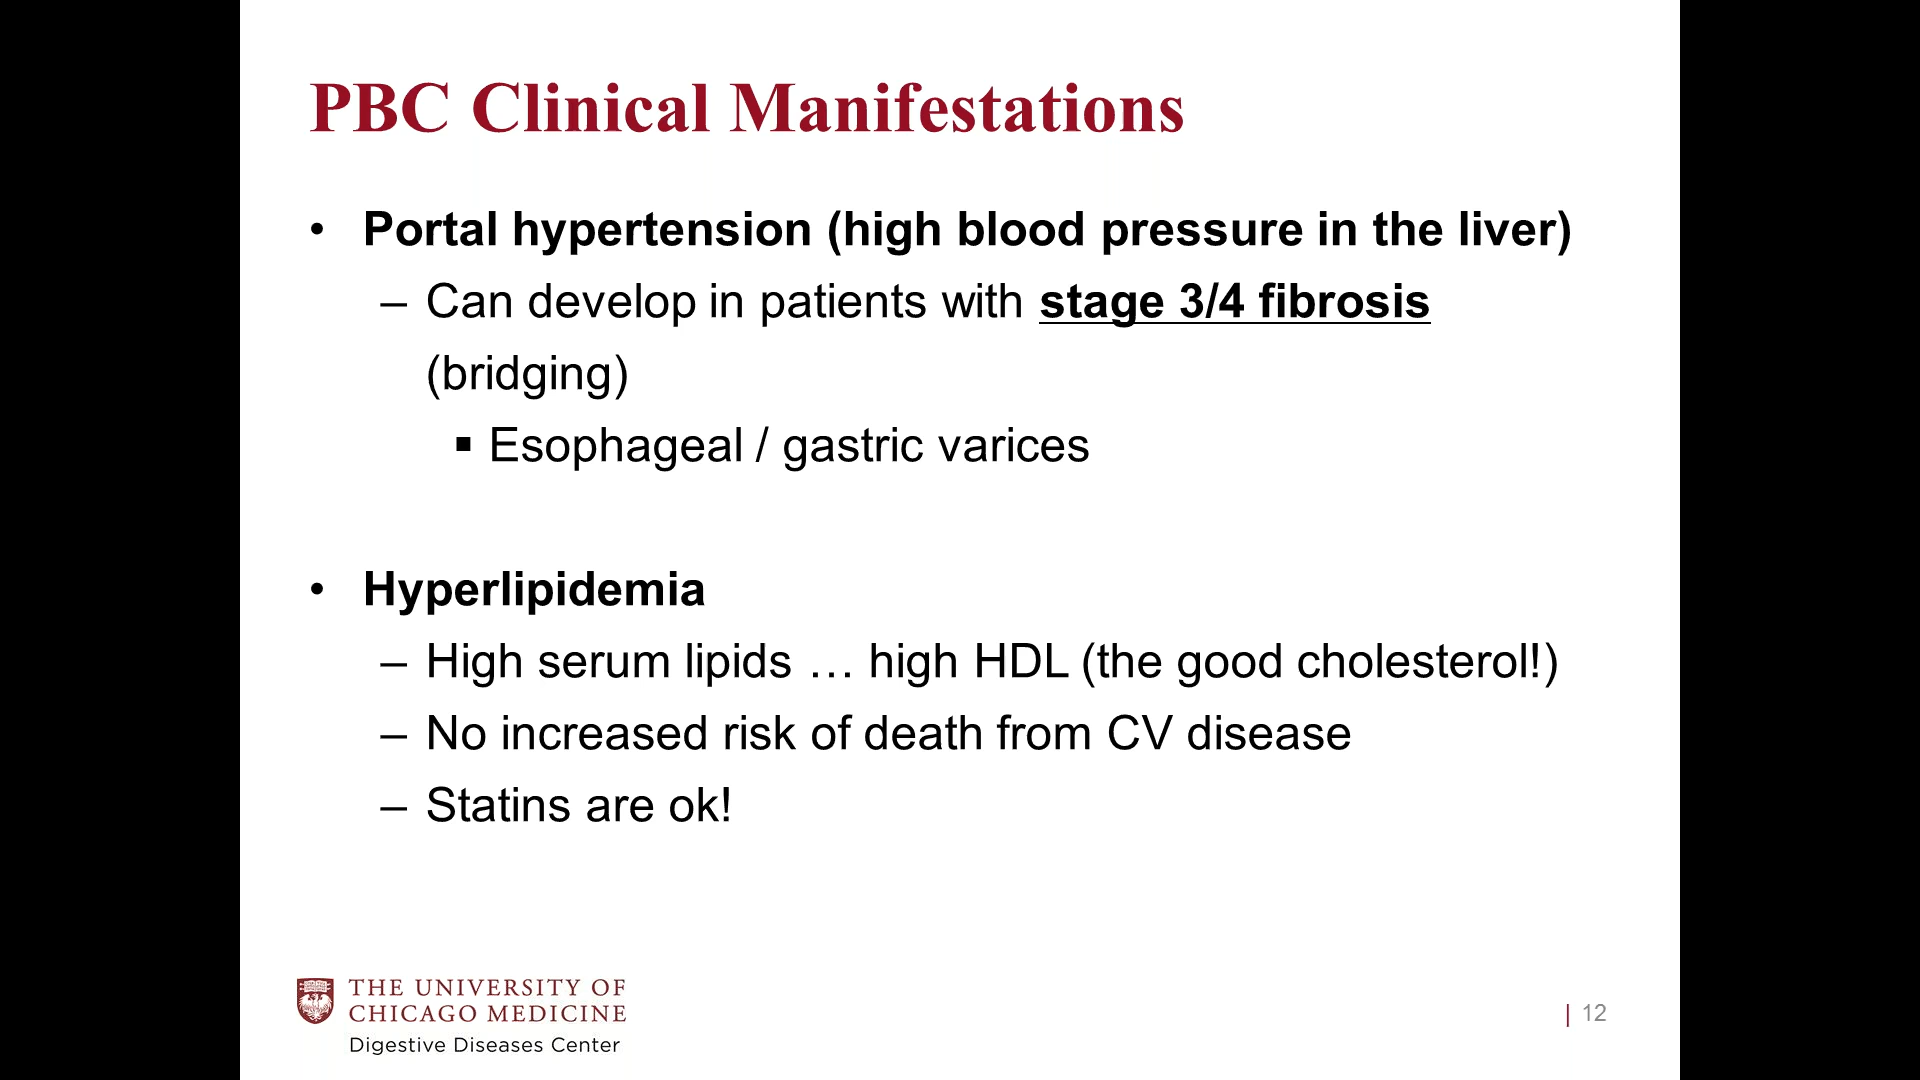 PBC Clinical Manifestations
• Portal hypertension (high blood pressure in the liver)
– Can develop in patients with stage 3/4 fibrosis
(bridging)
▪ Esophageal / gastric varices
• Hyperlipidemia
– High serum lipids … high HDL (the good cholesterol!)
– No increased risk of death from CV disease
– Statins are ok!
THE UNIVERSITY OF
CHICAGO MEDICINE
Digestive Diseases Center
| 12